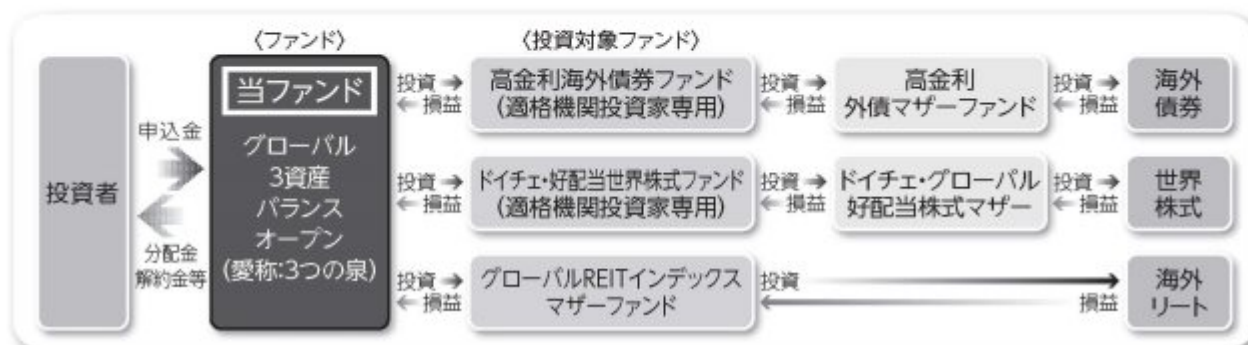 〈ファンド〉
〈投資対象ファンド〉
投資者
申込金
分配金
解約金等
当ファンド
グローバル
3資産
バランス
オープン
(愛称:3つの泉)
投資 →
← 損益
高金利海外債券ファンド
(適格機関投資家専用)
投資 →
← 損益
高金利
外債マザーファンド
投資 →
← 損益
海外
債券
投資 →
← 損益
ドイチェ・好配当世界株式ファンド
(適格機関投資家専用)
投資 →
← 損益
ドイチェ・グローバル
好配当株式マザー
投資 →
← 損益
世界
株式
投資 →
← 損益
グローバルREITインデックス
マザーファンド
投資
損益
海外
リート